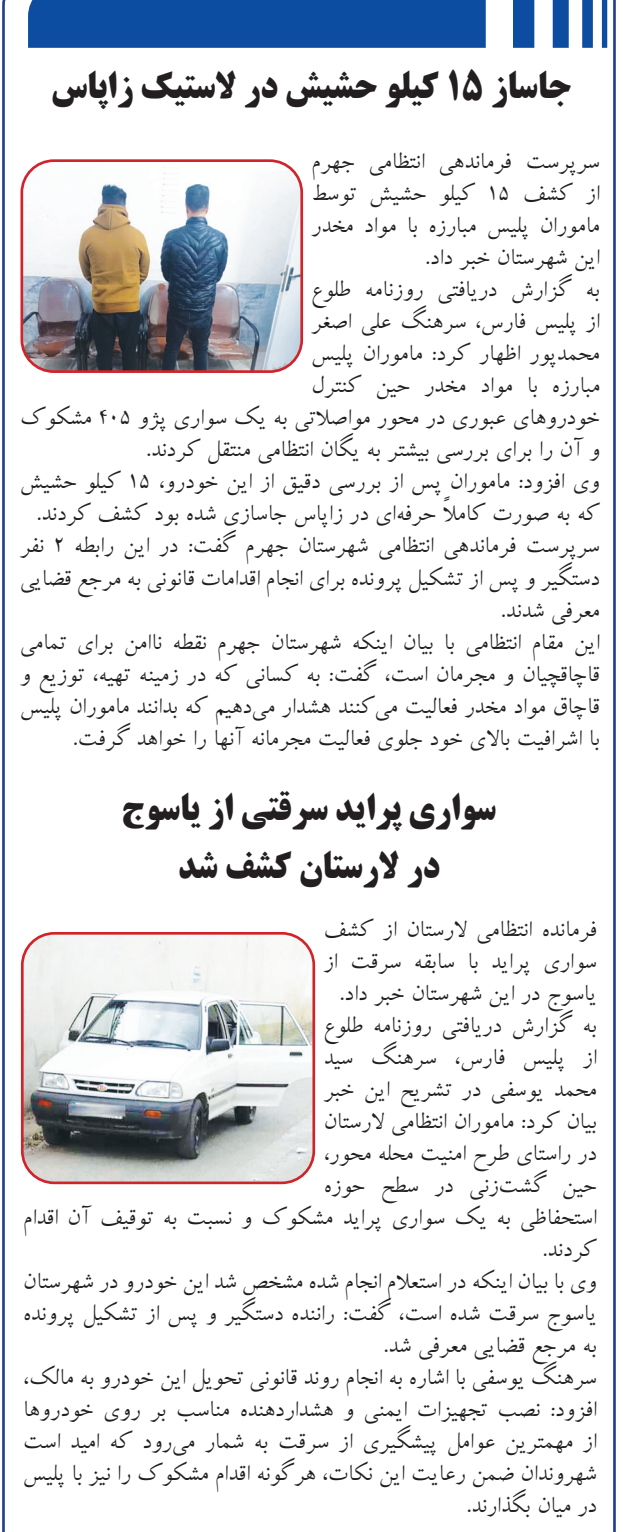 جاساز ۱۵ کیلو حشیش در لاستیک زاپاس
سرپرست فرماندهی انتظامی جهرم
از کشف ۱۵ کیلو حشیش توسط
ماموران پلیس مبارزه با مواد مخدر
این شهرستان خبر داد.
به گزارش دریافتی روزنامه طلوع
از پلیس فارس، سرهنگ علی اصغر
محمدپور اظهار کرد: ماموران پلیس
مبارزه با مواد مخدر حین کنترل
خودروهای عبوری در محور مواصلاتی به یک سواری پژو ۴۰۵ مشکوک
و آن را برای بررسی بیشتر به یگان انتظامی منتقل کردند.
وی افزود: ماموران پس از بررسی دقیق از این خودرو، ۱۵ کیلو حشیش
که به صورت کاملاً حرفه‌ای در زاپاس جاسازی شده بود کشف کردند.
سرپرست فرماندهی انتظامی شهرستان جهرم گفت: در این رابطه ۲ نفر
دستگیر و پس از تشکیل پرونده برای انجام اقدامات قانونی به مرجع قضایی
معرفی شدند.
این مقام انتظامی با بیان اینکه شهرستان جهرم نقطه ناامن برای تمامی
قاچاقچیان و مجرمان است، گفت: به کسانی که در زمینه تهیه، توزیع و
قاچاق مواد مخدر فعالیت می‌کنند هشدار می‌دهیم که بدانند ماموران پلیس
با اشرافیت بالای خود جلوی فعالیت مجرمانه آنها را خواهد گرفت.
سواری پراید سرقتی از یاسوج
در لارستان کشف شد
فرمانده انتظامی لارستان از کشف
سواری پراید با سابقه سرقت از
یاسوج در این شهرستان خبر داد.
به گزارش دریافتی روزنامه طلوع
از پلیس فارس، سرهنگ سید
محمد یوسفی در تشریح این خبر
بیان کرد: ماموران انتظامی لارستان
در راستای طرح امنیت محله محور،
حین گشت‌زنی در سطح حوزه
استحفاظی به یک سواری پراید مشکوک و نسبت به توقیف آن اقدام
کردند.
وی با بیان اینکه در استعلام انجام شده مشخص شد این خودرو در شهرستان
یاسوج سرقت شده است، گفت: راننده دستگیر و پس از تشکیل پرونده
به مرجع قضایی معرفی شد.
سرهنگ یوسفی با اشاره به انجام روند قانونی تحویل این خودرو به مالک،
افزود: نصب تجهیزات ایمنی و هشداردهنده مناسب بر روی خودروها
از مهمترین عوامل پیشگیری از سرقت به شمار می‌رود که امید است
شهروندان ضمن رعایت این نکات، هرگونه اقدام مشکوک را نیز با پلیس
در میان بگذارند.